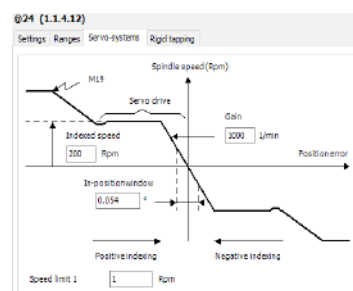 @24 (1.1.4.12)
Settings Ranges Servo-systems Rigid tapping
Spindle speed (Rpm)
M19
Servo drive
Gain
1000 1/min
Indexed speed
200 Rpm
Position error
In-position window
0.054 °
Positive indexing Negative indexing
Speed limit 1 1 Rpm